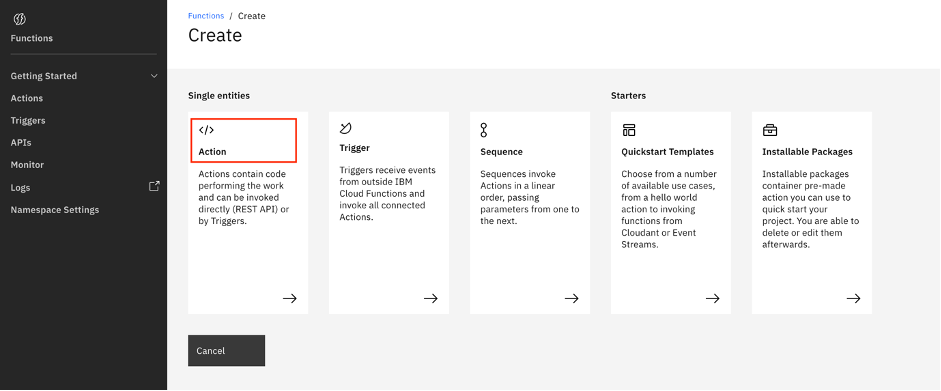 Functions
Getting Started
Actions
Triggers
APIs
Monitor
Logs
Namespace Settings
Functions / Create
Create
Single entities
Action
Actions contain code
performing the work
and can be invoked
directly (REST API) or
by Triggers.
Trigger
Triggers receive events
from outside IBM
Cloud Functions and
invoke all connected
Actions.
Sequence
Sequences invoke
Actions in a linear
order, passing
parameters from one to
the next.
Starters
Quickstart Templates
Choose from a number
of available use cases,
from a hello world
action to invoking
functions from
Cloudant or Event
Streams.
Installable Packages
Installable packages
container pre-made
action you can use to
quick start your
project. You are able to
delete or edit them
afterwards.
Cancel